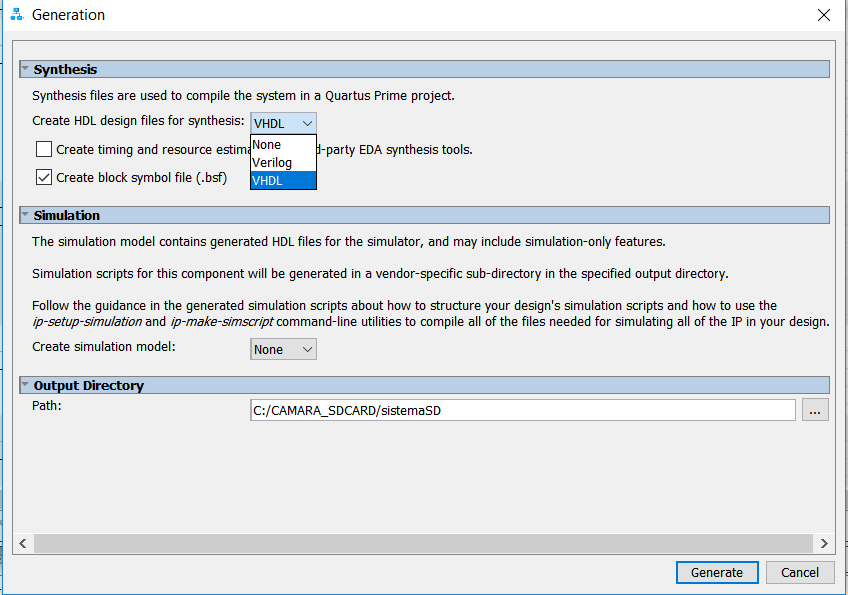 Generation
Synthesis
Synthesis files are used to compile the system in a Quartus Prime project.
Create HDL design files for synthesis: VHDL
None
Verilog
VHDL
Create timing and resource estima d-party EDA synthesis tools.
Create block symbol file (.bsf)
Simulation
The simulation model contains generated HDL files for the simulator, and may include simulation-only features.
Simulation scripts for this component will be generated in a vendor-specific sub-directory in the specified output directory.
Follow the guidance in the generated simulation scripts about how to structure your design's simulation scripts and how to use the
ip-setup-simulation and ip-make-simscript command-line utilities to compile all of the files needed for simulating all of the IP in your design.
Create simulation model: None
Output Directory
Path: C:/CAMARA_SDCARD/sistemaSD ...
Generate Cancel